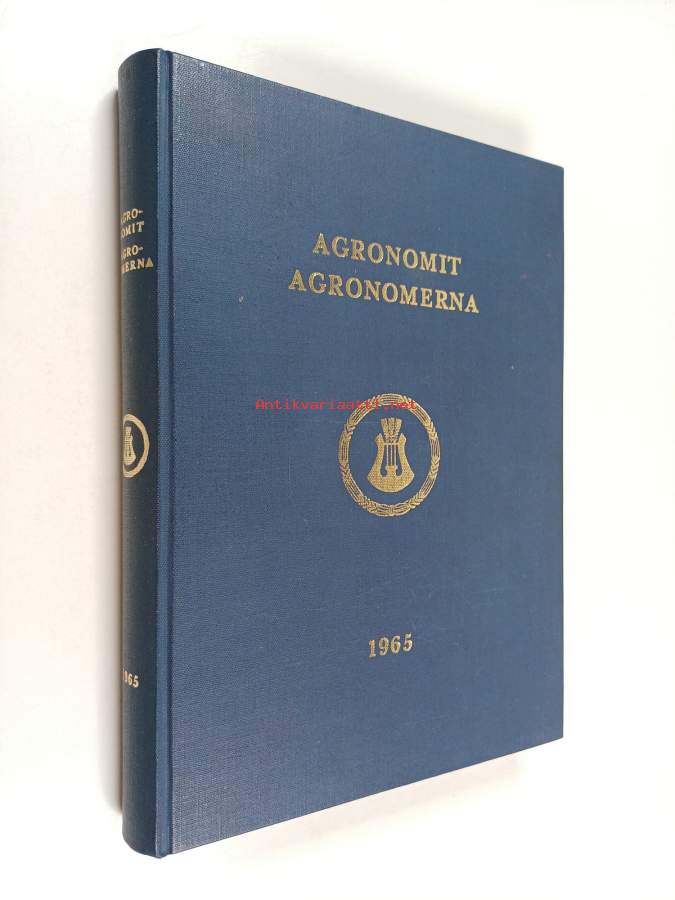 AGRO-
NOMIT
AGRO-
NOMERNA
1965
AGRONOMIT
AGRONOMERNA
Antikvariaatti.net
1965